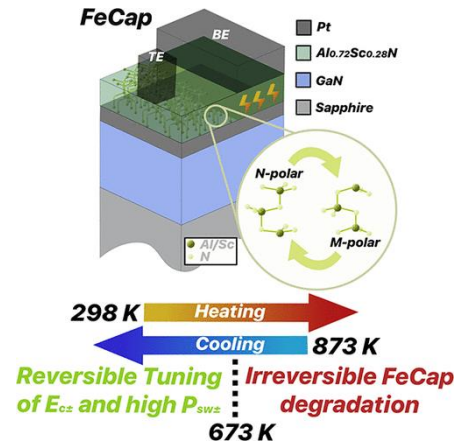 FeCap
BE
TE
Pt
Al0.72Sc0.28N
GaN
Sapphire
N-polar
M-polar
Al/Sc
N
298 K
Heating
Cooling
873 K
Reversible Tuning
of Ec± and high Psw±
Irreversible FeCap
degradation
673 K